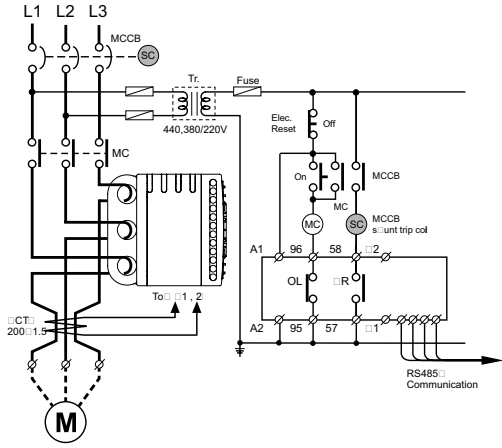 L1 L2 L3
MCCB
SC
Tr.
Fuse
440,380/220V
Elec.
Reset
Off
MC
On
MC
MCCB
MC
SC
MCCB
s□unt trip coil
A1 96 58 □2
OL
□R
To□ □1 , 2□
□CT□
200□1.5
A2 95 57 □1
RS485□
Communication
M